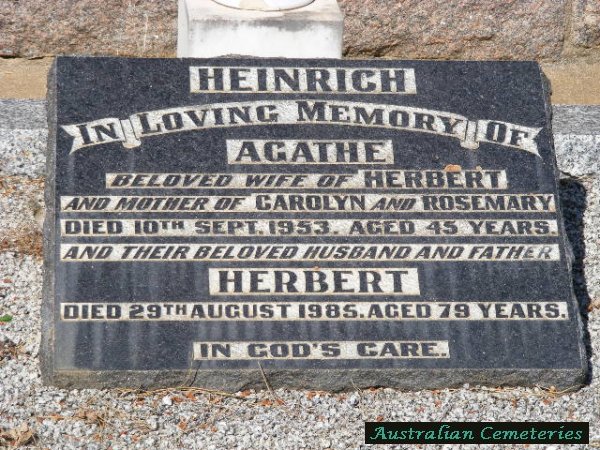 HEINRICH
IN LOVING MEMORY OF
AGATHE
BELOVED WIFE OF HERBERT
AND MOTHER OF CAROLYN AND ROSEMARY
DIED 10TH SEPT. 1953. AGED 45 YEARS.
AND THEIR BELOVED HUSBAND AND FATHER
HERBERT
DIED 29TH AUGUST 1985. AGED 79 YEARS.
IN GOD'S CARE.
Australian Cemeteries